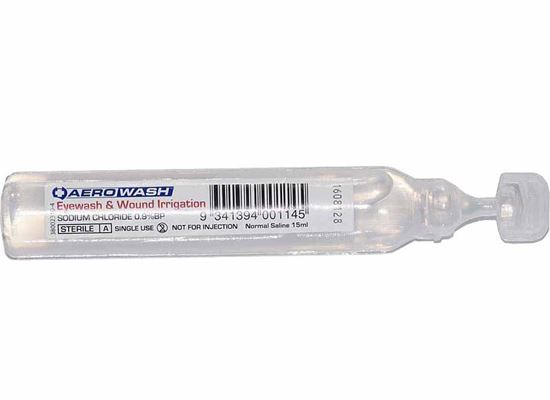 AEROWASH
Eyewash & Wound Irrigation
SODIUM CHLORIDE 0.9%BP
STERILE A SINGLE USE 2 NOT FOR INJECTION Normal Saline 15ml
9 341394 001145
1608128